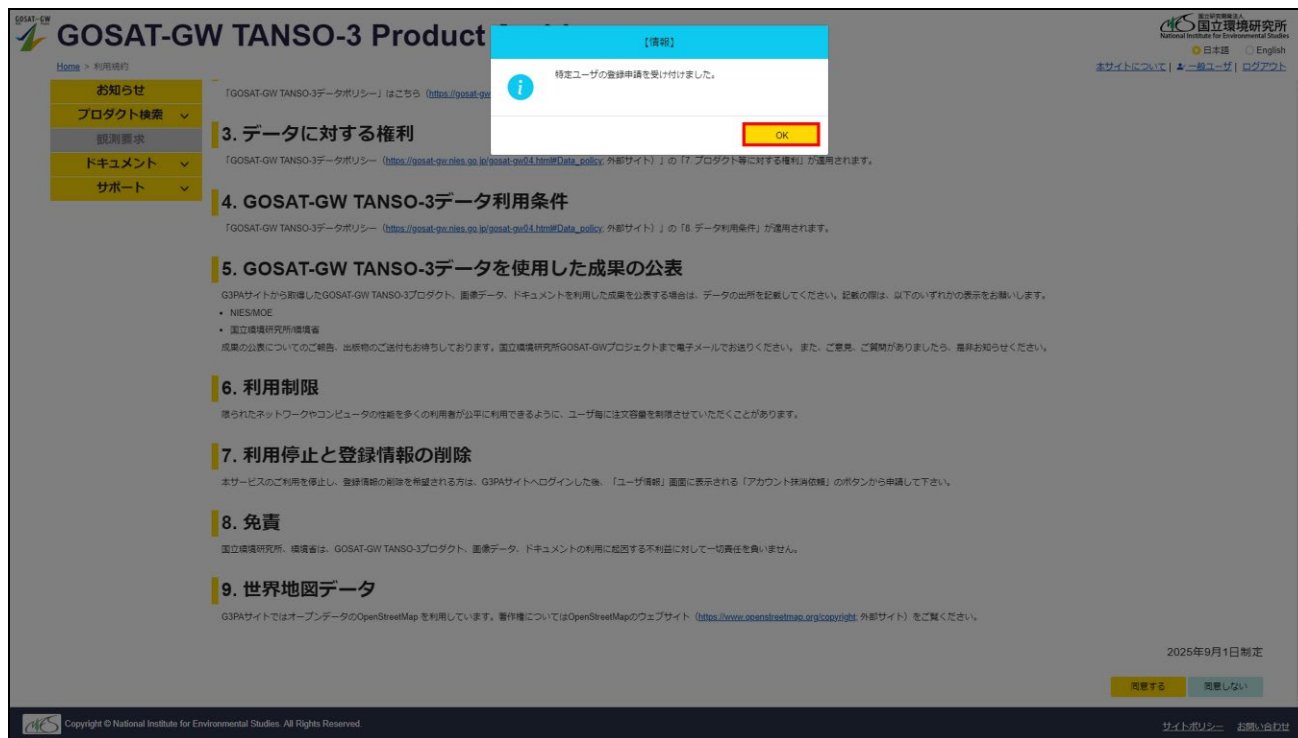 GOSAT-GW
GOSAT-GW TANSO-3 Product
国立研究開発法人
国立環境研究所
National Institute for Environmental Studies
日本語 English
Home > 利用規約
本サイトについて | 一般ユーザ | ログアウト
【情報】
特定ユーザの登録申請を受け付けました。
OK
お知らせ
プロダクト検索
観測要求
ドキュメント
サポート
「GOSAT-GW TANSO-3データポリシー」はこちら（https://gosat-gw
3. データに対する権利
「GOSAT-GW TANSO-3データポリシー（https://gosat-gw.nies.go.jp/gosat-gw04.html#Data_policy; 外部サイト）」の「7. プロダクト等に対する権利」が適用されます。
4. GOSAT-GW TANSO-3データ利用条件
「GOSAT-GW TANSO-3データポリシー（https://gosat-gw.nies.go.jp/gosat-gw04.html#Data_policy; 外部サイト）」の「8. データ利用条件」が適用されます。
5. GOSAT-GW TANSO-3データを使用した成果の公表
G3PAサイトから取得したGOSAT-GW TANSO-3プロダクト、画像データ、ドキュメントを利用した成果を公表する場合は、データの出所を記載してください。記載の際は、以下のいずれかの表示をお願いします。
• NIES/MOE
• 国立環境研究所/環境省
成果の公表についてのご報告、出版物のご送付もお待ちしております。国立環境研究所GOSAT-GWプロジェクトまで電子メールでお送りください。 また、ご意見、ご質問がありましたら、是非お知らせください。
6. 利用制限
限られたネットワークやコンピュータの性能を多くの利用者が公平に利用できるように、ユーザ毎に注文容量を制限させていただくことがあります。
7. 利用停止と登録情報の削除
本サービスのご利用を停止し、登録情報の削除を希望される方は、G3PAサイトへログインした後、「ユーザ情報」画面に表示される「アカウント抹消依頼」のボタンから申請して下さい。
8. 免責
国立環境研究所、環境省は、GOSAT-GW TANSO-3プロダクト、画像データ、ドキュメントの利用に起因する不利益に対して一切責任を負いません。
9. 世界地図データ
G3PAサイトではオープンデータのOpenStreetMap を利用しています。著作権についてはOpenStreetMapのウェブサイト（https://www.openstreetmap.org/copyright; 外部サイト）をご覧ください。
2025年9月1日制定
同意する 同意しない
Copyright © National Institute for Environmental Studies. All Rights Reserved.
サイトポリシー お問い合わせ